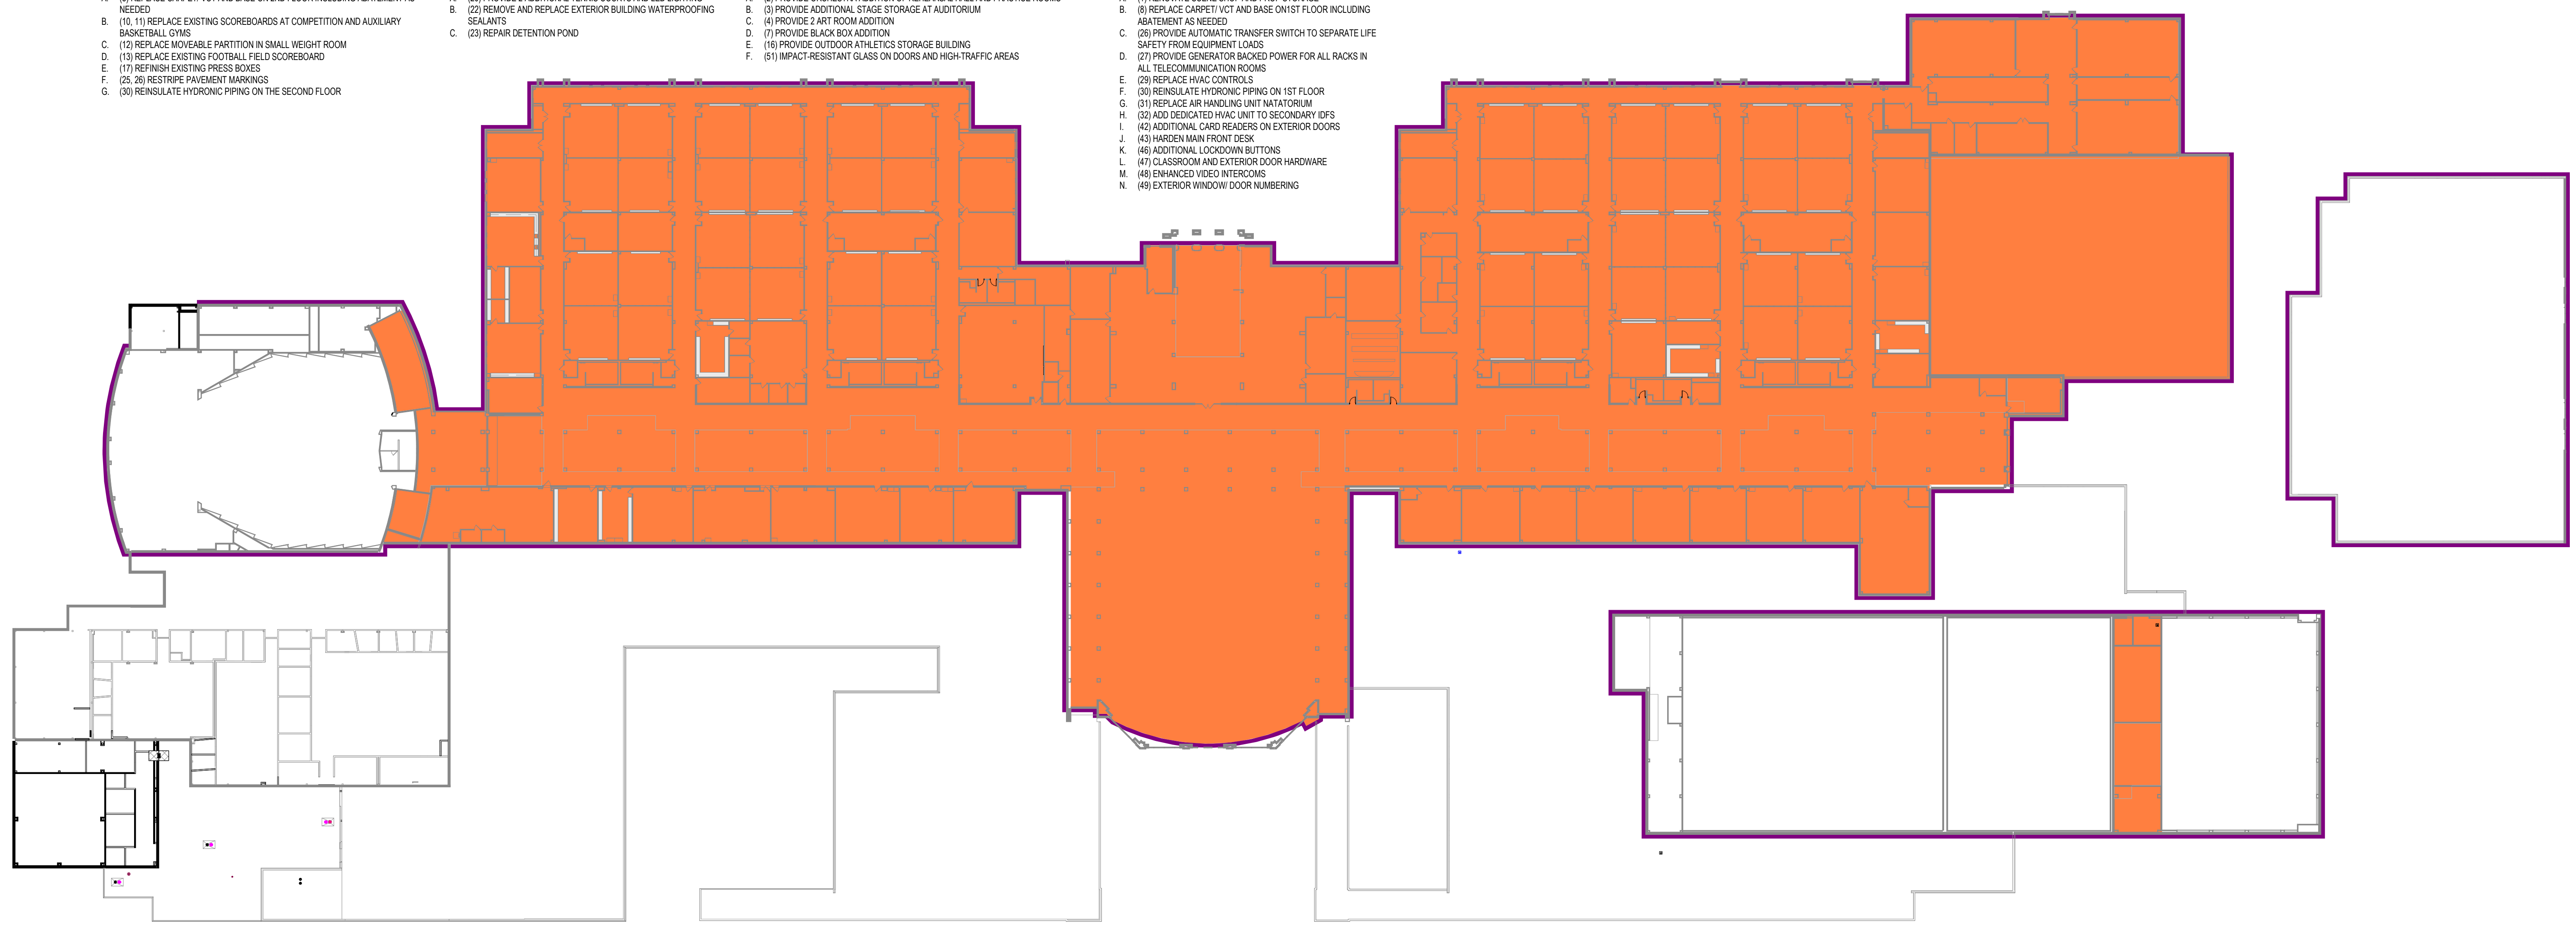 NEEDED
B. (10, 11) REPLACE EXISTING SCOREBOARDS AT COMPETITION AND AUXILIARY
BASKETBALL GYMS
C. (12) REPLACE MOVEABLE PARTITION IN SMALL WEIGHT ROOM
D. (13) REPLACE EXISTING FOOTBALL FIELD SCOREBOARD
E. (17) REFINISH EXISTING PRESS BOXES
F. (25, 26) RESTRIPE PAVEMENT MARKINGS
G. (30) REINSULATE HYDRONIC PIPING ON THE SECOND FLOOR
B. (22) REMOVE AND REPLACE EXTERIOR BUILDING WATERPROOFING
SEALANTS
C. (23) REPAIR DETENTION POND
B. (3) PROVIDE ADDITIONAL STAGE STORAGE AT AUDITORIUM
C. (4) PROVIDE 2 ART ROOM ADDITION
D. (7) PROVIDE BLACK BOX ADDITION
E. (16) PROVIDE OUTDOOR ATHLETICS STORAGE BUILDING
F. (51) IMPACT-RESISTANT GLASS ON DOORS AND HIGH-TRAFFIC AREAS
B. (8) REPLACE CARPET/ VCT AND BASE ON1ST FLOOR INCLUDING
ABATEMENT AS NEEDED
C. (26) PROVIDE AUTOMATIC TRANSFER SWITCH TO SEPARATE LIFE
SAFETY FROM EQUIPMENT LOADS
D. (27) PROVIDE GENERATOR BACKED POWER FOR ALL RACKS IN
ALL TELECOMMUNICATION ROOMS
E. (29) REPLACE HVAC CONTROLS
F. (30) REINSULATE HYDRONIC PIPING ON 1ST FLOOR
G. (31) REPLACE AIR HANDLING UNIT NATATORIUM
H. (32) ADD DEDICATED HVAC UNIT TO SECONDARY IDFS
I. (42) ADDITIONAL CARD READERS ON EXTERIOR DOORS
J. (43) HARDEN MAIN FRONT DESK
K. (46) ADDITIONAL LOCKDOWN BUTTONS
L. (47) CLASSROOM AND EXTERIOR DOOR HARDWARE
M. (48) ENHANCED VIDEO INTERCOMS
N. (49) EXTERIOR WINDOW/ DOOR NUMBERING